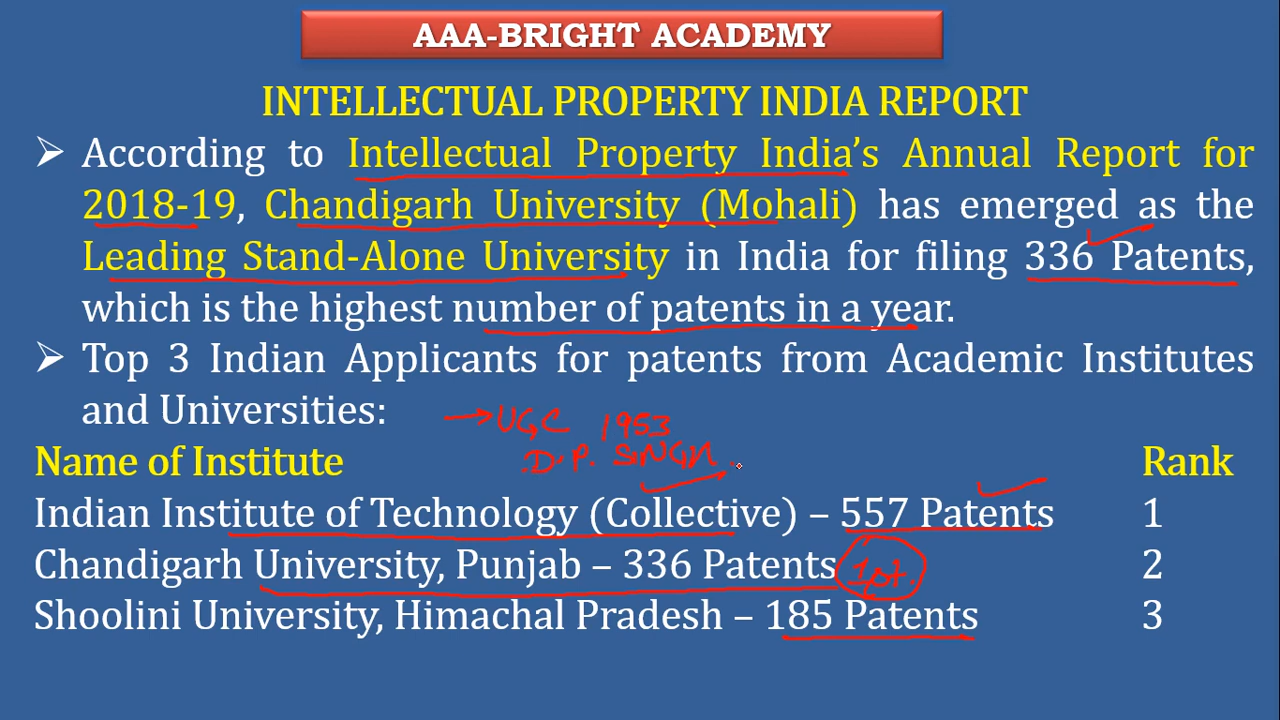 AAA-BRIGHT ACADEMY
INTELLECTUAL PROPERTY INDIA REPORT
➢ According to Intellectual Property India’s Annual Report for
2018-19, Chandigarh University (Mohali) has emerged as the
Leading Stand-Alone University in India for filing 336 Patents,
which is the highest number of patents in a year.
➢ Top 3 Indian Applicants for patents from Academic Institutes
and Universities:
→ UGC 1953
D.P. SINGH
Name of Institute Rank
Indian Institute of Technology (Collective) – 557 Patents 1
Chandigarh University, Punjab – 336 Patents 1st. 2
Shoolini University, Himachal Pradesh – 185 Patents 3